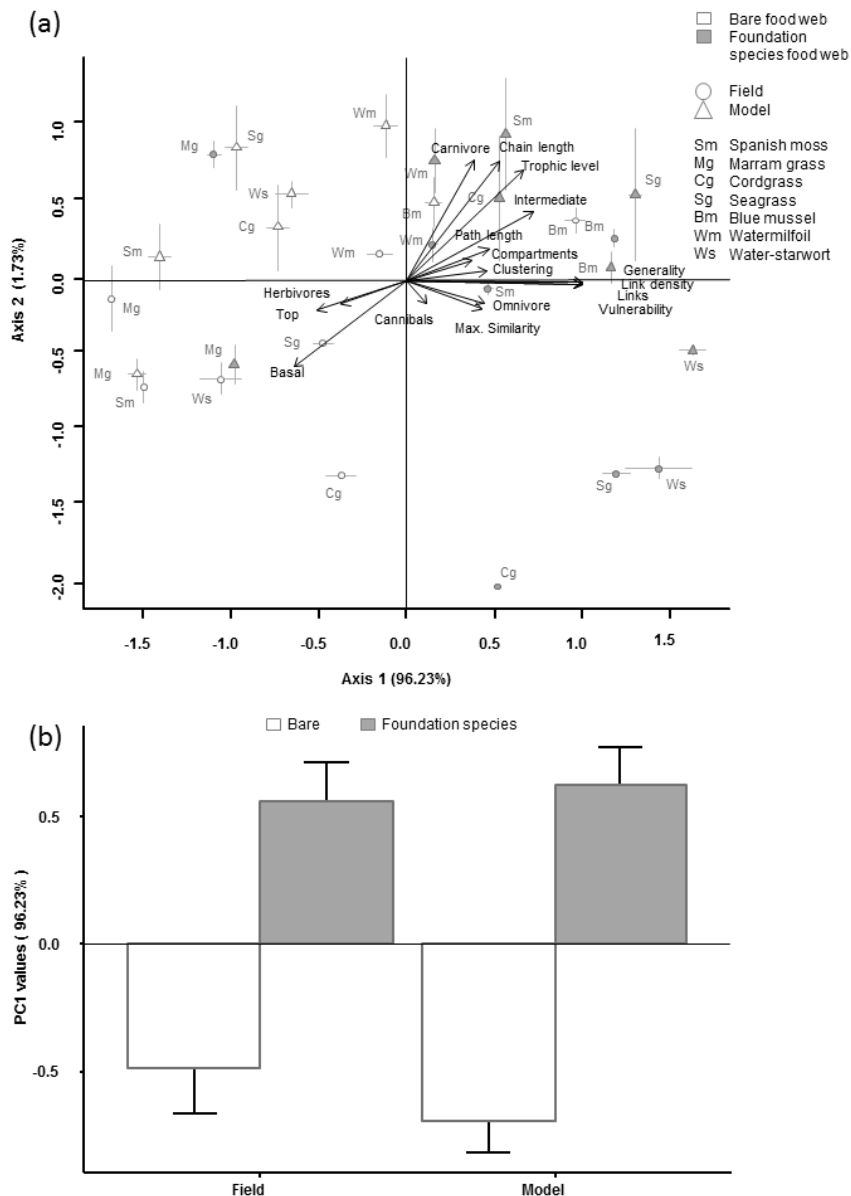 (a)
Bare food web
Foundation
species food web
Field
Model
Sm Spanish moss
Mg Marram grass
Cg Cordgrass
Sg Seagrass
Bm Blue mussel
Wm Watermilfoil
Ws Water-starwort
Axis 2 (1.73%)
1.0
0.5
0.0
-0.5
-1.0
-1.5
-2.0
Wm
Sm
Mg
Sg
Carnivore
Chain length
Wm
Trophic level
Sg
Ws
Cg
Intermediate
Bm
Cg
Bm
Bm
Sm
Wm
Wm
Path length
Compartments
Bm
Clustering
Generality
Link density
Links
Vulnerability
Herbivores
Top
Mg
Cannibals
Sm
Omnivore
Max. Similarity
Sg
Mg
Basal
Mg
Sm
Ws
Ws
Cg
Sg
Ws
Cg
-1.5
-1.0
-0.5
0.0
0.5
1.0
1.5
Axis 1 (96.23%)
(b)
Bare
Foundation species
PC1 values ( 96.23%)
0.5
0.0
-0.5
Field
Model